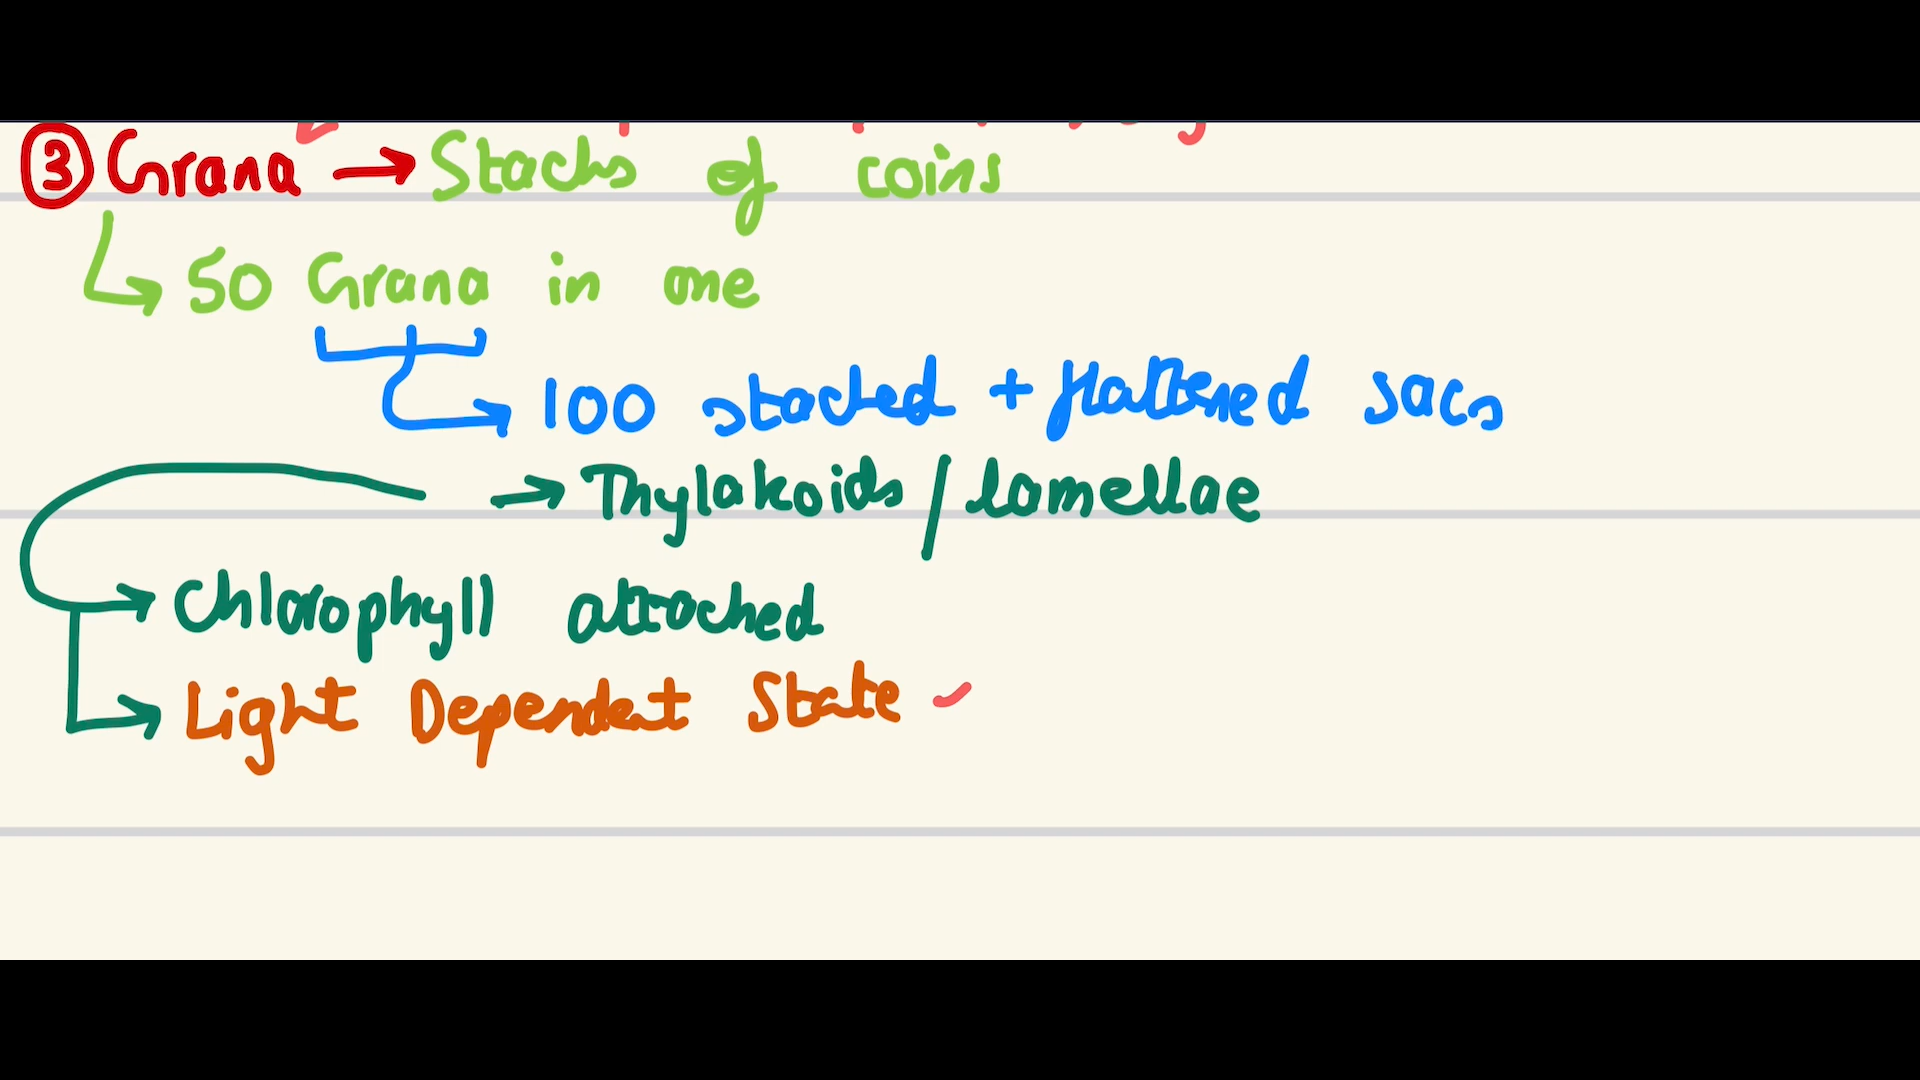 ③ Grana → Stacks of coins
↳ 50 Grana in one
↳ 100 stacked + flattened sacs
→ Thylakoids / lamellae
→ Chlorophyll attached
→ Light Dependent State